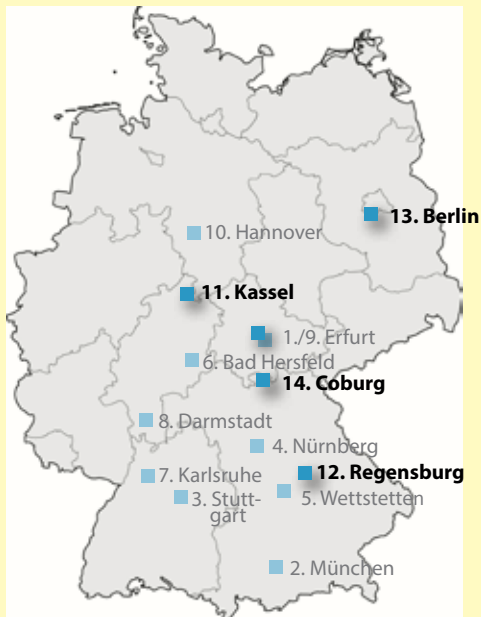 13. Berlin
10. Hannover
11. Kassel
1./9. Erfurt
6. Bad Hersfeld
14. Coburg
8. Darmstadt
4. Nürnberg
7. Karlsruhe
12. Regensburg
3. Stutt-
gart
5. Wettstetten
2. München